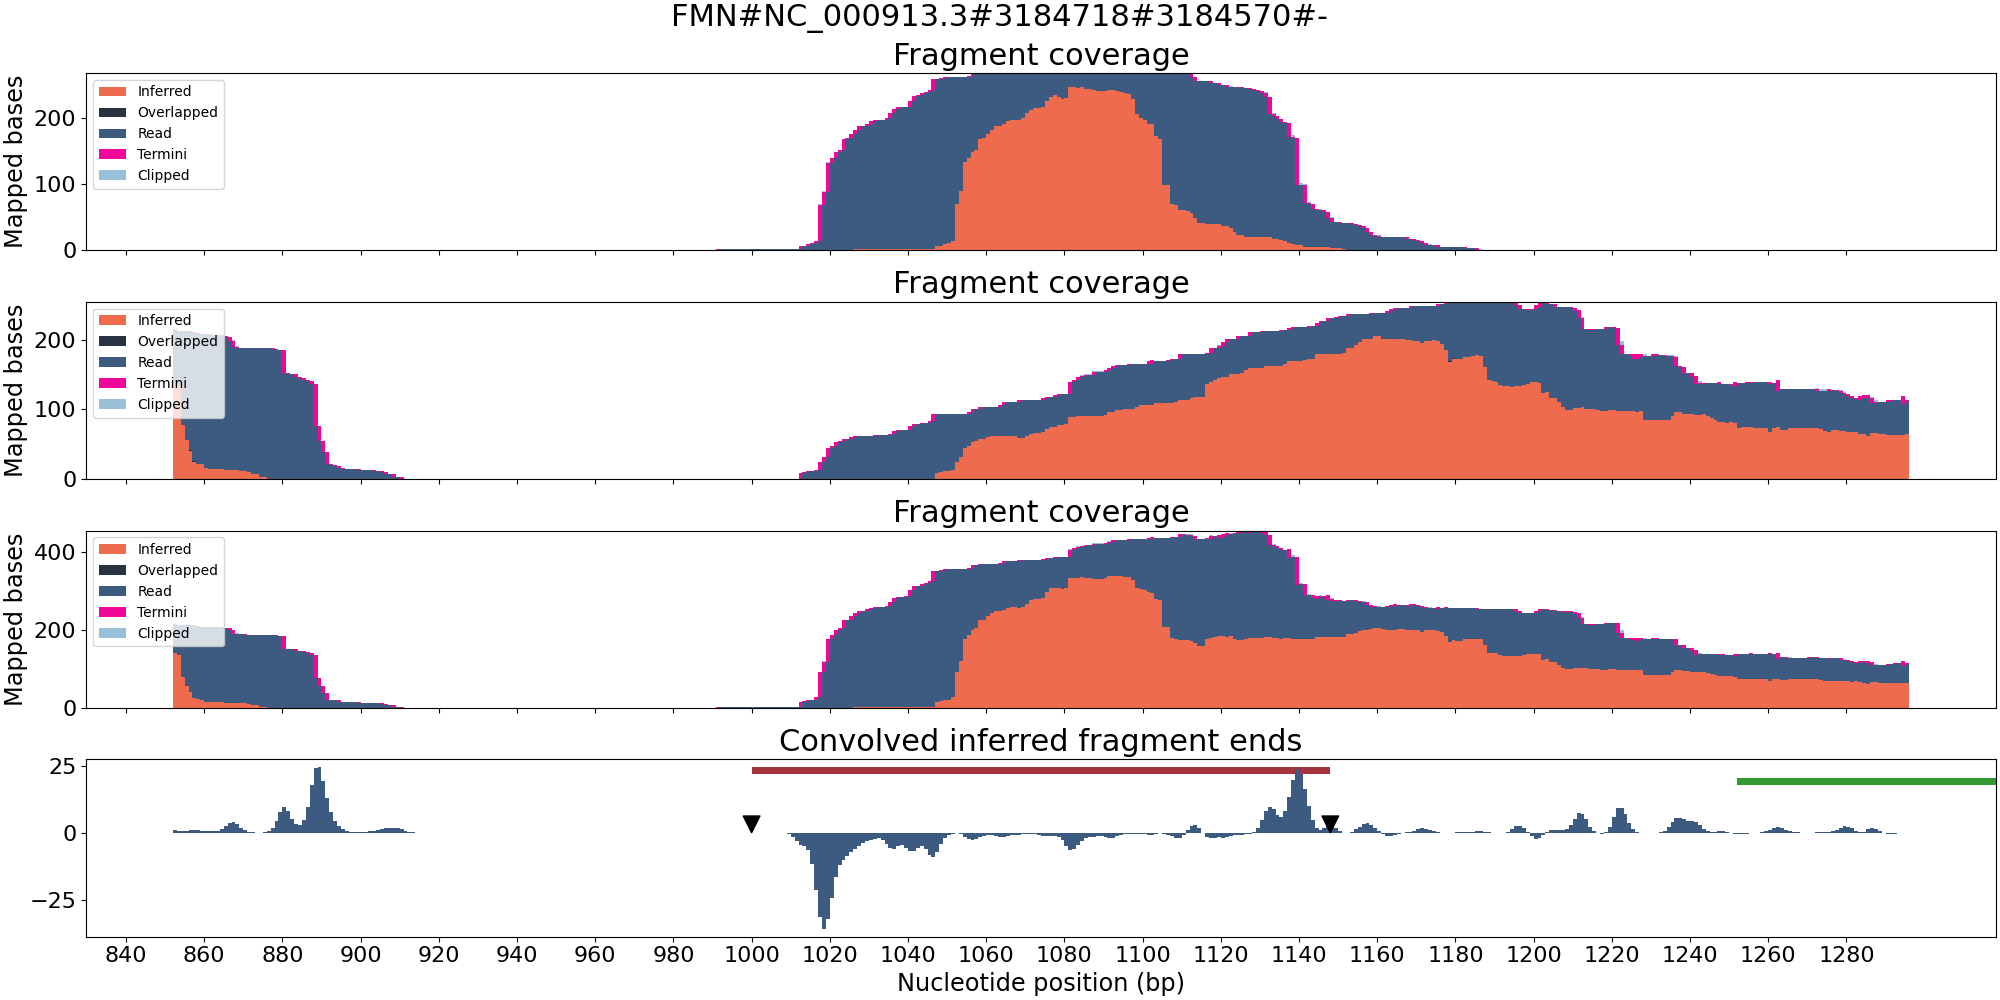 FMN#NC_000913.3#3184718#3184570#-
Fragment coverage
Mapped bases
200
100
0
Inferred
Overlapped
Read
Termini
Clipped
Fragment coverage
Mapped bases
200
100
0
Inferred
Overlapped
Read
Termini
Clipped
Fragment coverage
Mapped bases
400
200
0
Inferred
Overlapped
Read
Termini
Clipped
Convolved inferred fragment ends
25
0
−25
840 860 880 900 920 940 960 980 1000 1020 1040 1060 1080 1100 1120 1140 1160 1180 1200 1220 1240 1260 1280
Nucleotide position (bp)